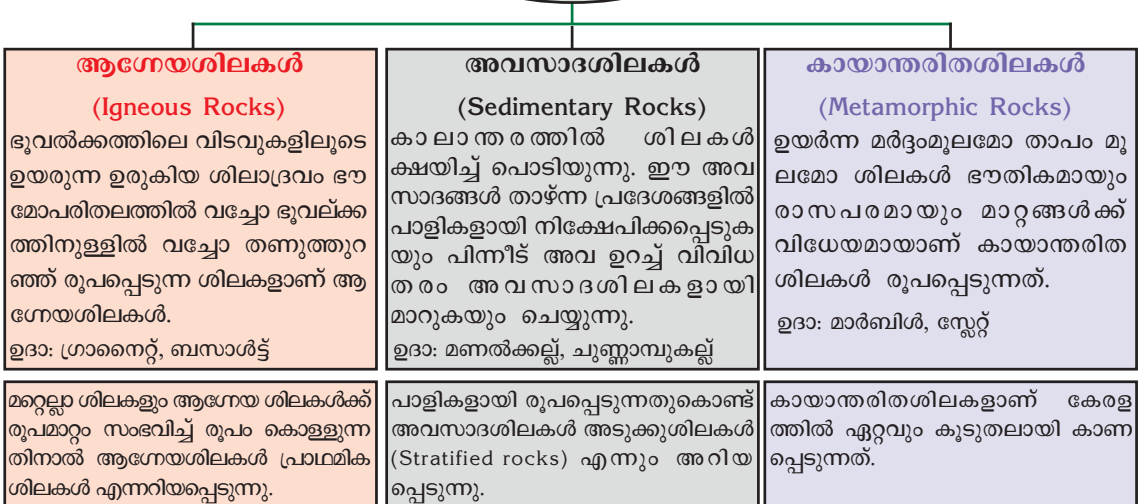 ആഗ്നേയശിലകൾ
(Igneous Rocks)
ഭൂവൽക്കത്തിലെ വിടവുകളിലൂടെ
ഉയരുന്ന ഉരുകിയ ശിലാദ്രവം ഭൗ
മോപരിതലത്തിൽ വച്ചോ ഭൂവല്ക്ക
ത്തിനുള്ളിൽ വച്ചോ തണുത്തുറ
ഞ്ഞ് രൂപപ്പെടുന്ന ശിലകളാണ് ആ
ഗ്നേയശിലകൾ.
ഉദാ: ഗ്രാനൈറ്റ്, ബസാൾട്ട്
മറ്റെല്ലാ ശിലകളും ആഗ്നേയ ശിലകൾക്ക്
രൂപമാറ്റം സംഭവിച്ച് രൂപം കൊള്ളുന്ന
തിനാൽ ആഗ്നേയശിലകൾ പ്രാഥമിക
ശിലകൾ എന്നറിയപ്പെടുന്നു.
അവസാദശിലകൾ
(Sedimentary Rocks)
കാലാന്തരത്തിൽ ശിലകൾ
ക്ഷയിച്ച് പൊടിയുന്നു. ഈ അവ
സാദങ്ങൾ താഴ്ന്ന പ്രദേശങ്ങളിൽ
പാളികളായി നിക്ഷേപിക്കപ്പെടുക
യും പിന്നീട് അവ ഉറച്ച് വിവിധ
തരം അവസാദശിലകളായി
മാറുകയും ചെയ്യുന്നു.
ഉദാ: മണൽക്കല്ല്, ചുണ്ണാമ്പുകല്ല്
പാളികളായി രൂപപ്പെടുന്നതുകൊണ്ട്
അവസാദശിലകൾ അടുക്കുശിലകൾ
(Stratified rocks) എന്നും അറിയ
പ്പെടുന്നു.
കായാന്തരിതശിലകൾ
(Metamorphic Rocks)
ഉയർന്ന മർദ്ദംമൂലമോ താപം മൂ
ലമോ ശിലകൾ ഭൗതികമായും
രാസപരമായും മാറ്റങ്ങൾക്ക്
വിധേയമായാണ് കായാന്തരിത
ശിലകൾ രൂപപ്പെടുന്നത്.
ഉദാ: മാർബിൾ, സ്ലേറ്റ്
കായാന്തരിതശിലകളാണ് കേരള
ത്തിൽ ഏറ്റവും കൂടുതലായി കാണ
പ്പെടുന്നത്.